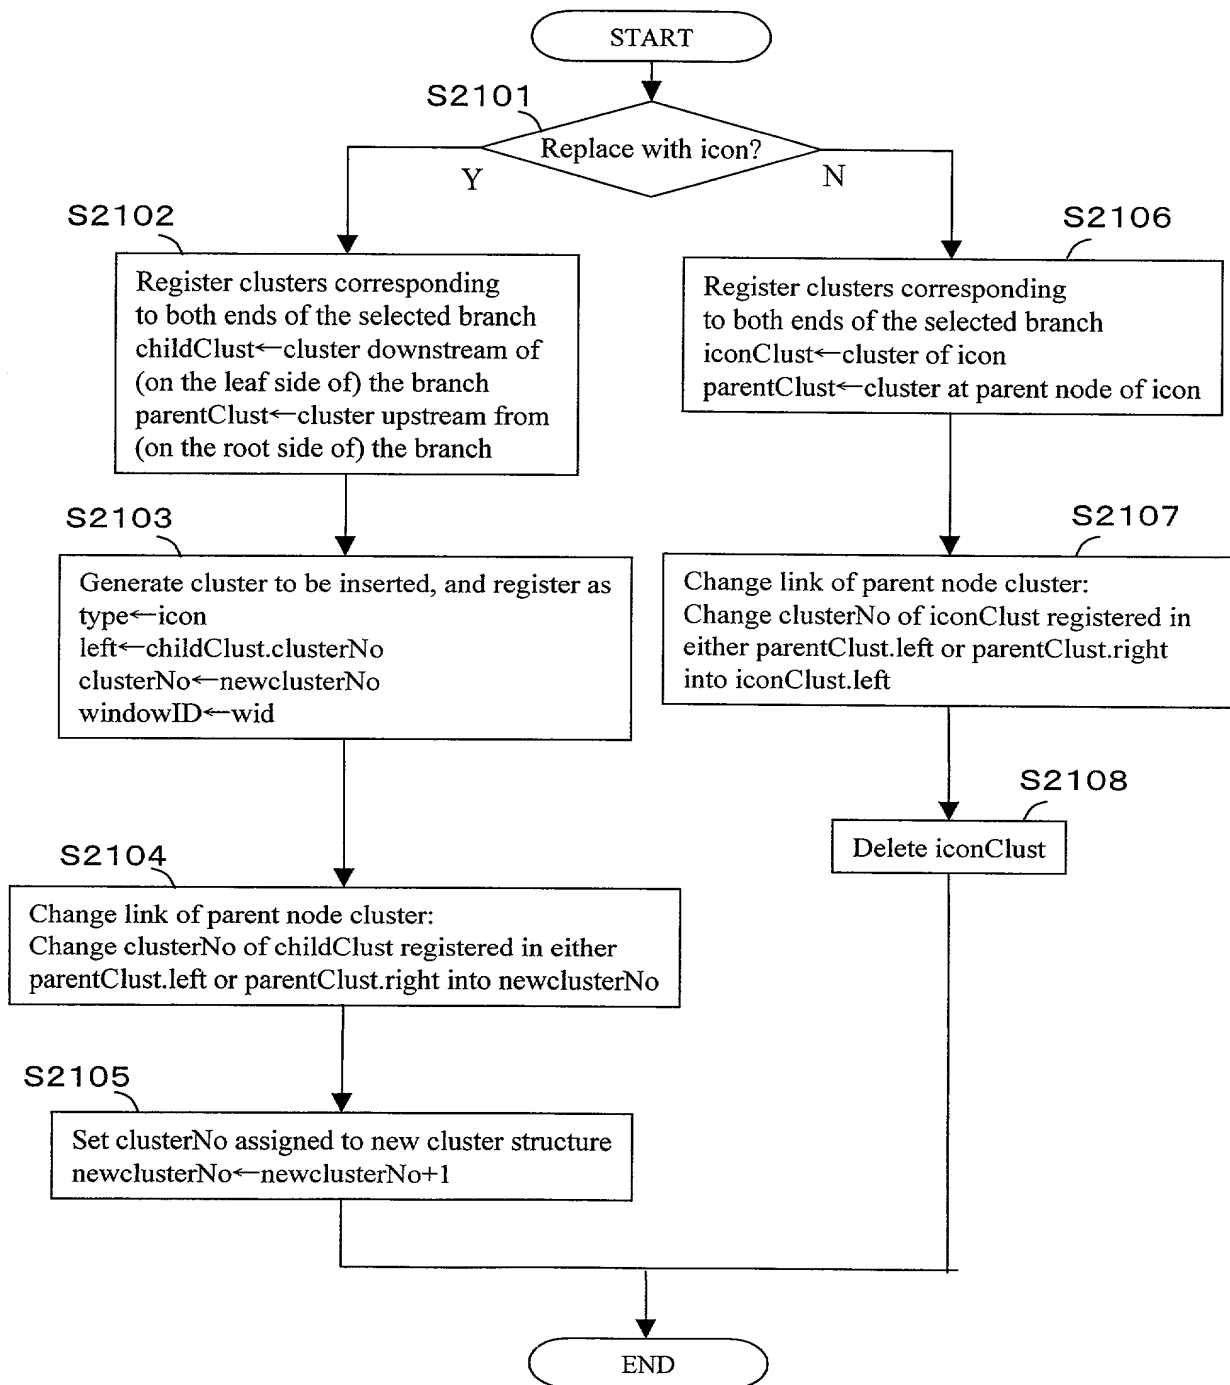 START
S2101
Replace with icon?
Y
N
S2102
Register clusters corresponding
to both ends of the selected branch
childClust←cluster downstream of
(on the leaf side of) the branch
parentClust←cluster upstream from
(on the root side of) the branch
S2103
Generate cluster to be inserted, and register as
type←icon
left←childClust.clusterNo
clusterNo←newclusterNo
windowID←wid
S2104
Change link of parent node cluster:
Change clusterNo of childClust registered in either
parentClust.left or parentClust.right into newclusterNo
S2105
Set clusterNo assigned to new cluster structure
newclusterNo←newclusterNo+1
S2106
Register clusters corresponding
to both ends of the selected branch
iconClust←cluster of icon
parentClust←cluster at parent node of icon
S2107
Change link of parent node cluster:
Change clusterNo of iconClust registered in
either parentClust.left or parentClust.right
into iconClust.left
S2108
Delete iconClust
END